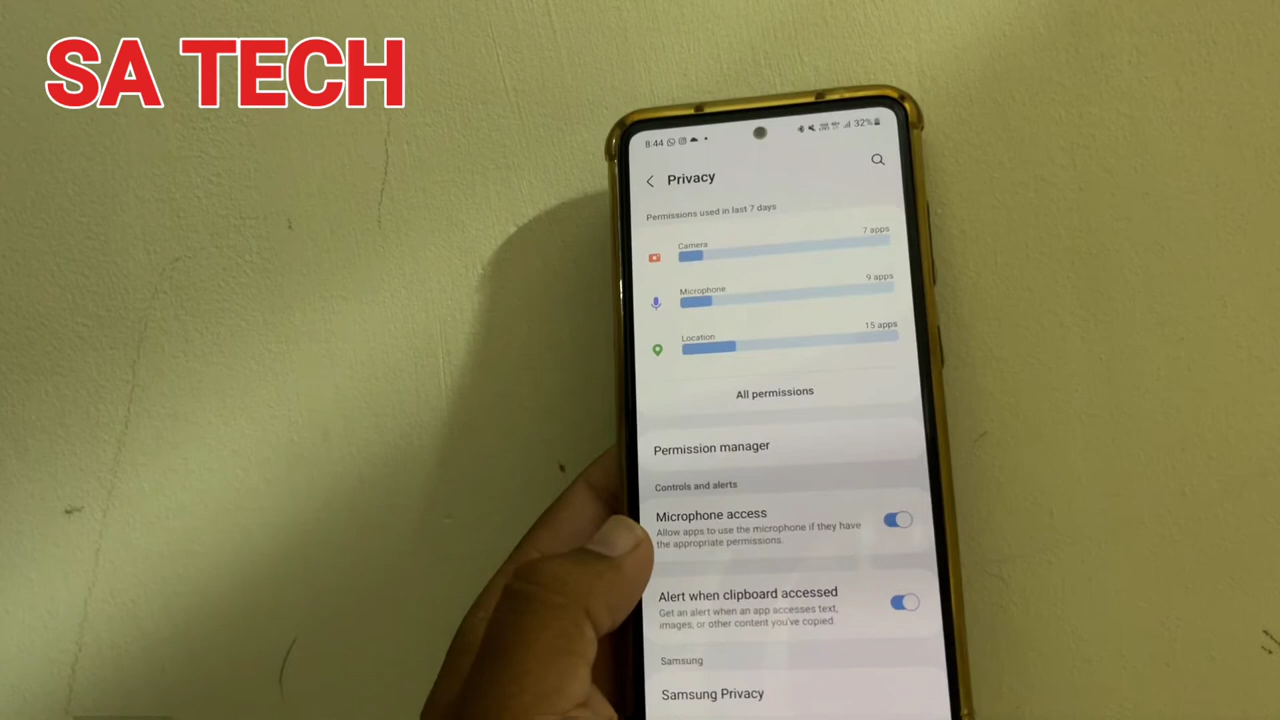 SA TECH
8:44
32%
Privacy
Permissions used in last 7 days
Camera
7 apps
Microphone
9 apps
Location
15 apps
All permissions
Permission manager
Controls and alerts
Microphone access
Allow apps to use the microphone if they have
the appropriate permissions.
Alert when clipboard accessed
Get an alert when an app accesses text,
images, or other content you've copied.
Samsung
Samsung Privacy